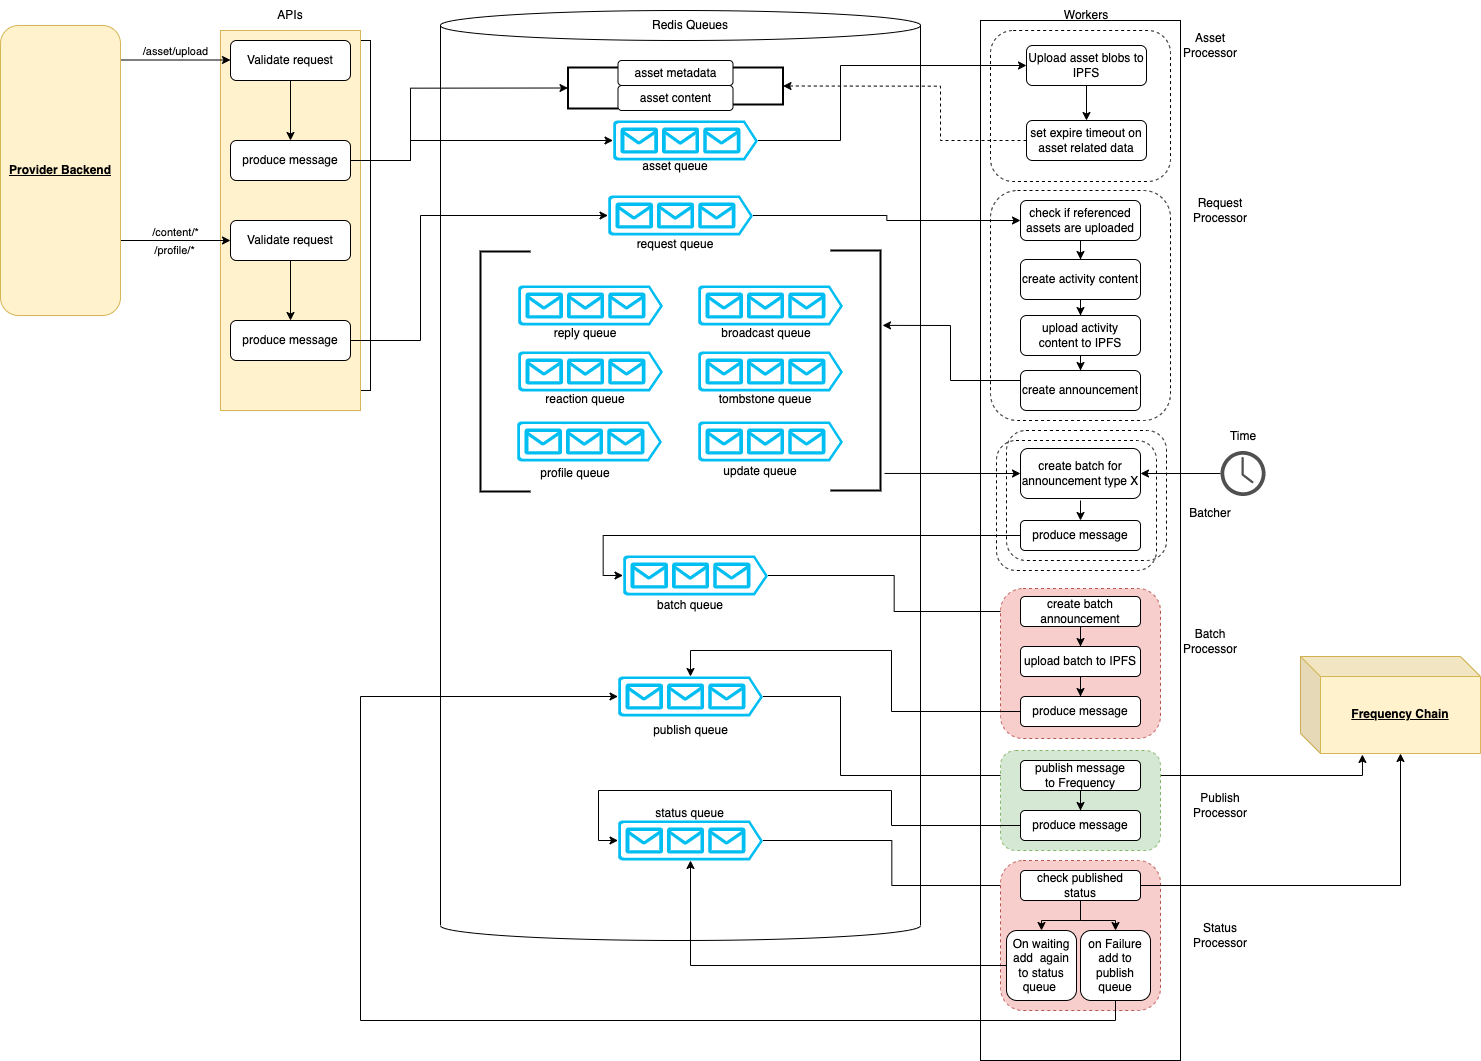 APIs
Redis Queues
Workers
Provider Backend
/asset/upload
Validate request
produce message
/content/*
/profile/*
Validate request
produce message
asset metadata
asset content
asset queue
request queue
reply queue
broadcast queue
reaction queue
tombstone queue
profile queue
update queue
batch queue
publish queue
status queue
Asset
Processor
Upload asset blobs to
IPFS
set expire timeout on
asset related data
Request
Processor
check if referenced
assets are uploaded
create activity content
upload activity
content to IPFS
create announcement
Time
create batch for
announcement type X
Batcher
produce message
create batch
announcement
Batch
Processor
upload batch to IPFS
produce message
Frequency Chain
publish message
to Frequency
Publish
Processor
produce message
check published
status
Status
Processor
On waiting
add again
to status
queue
on Failure
add to
publish
queue